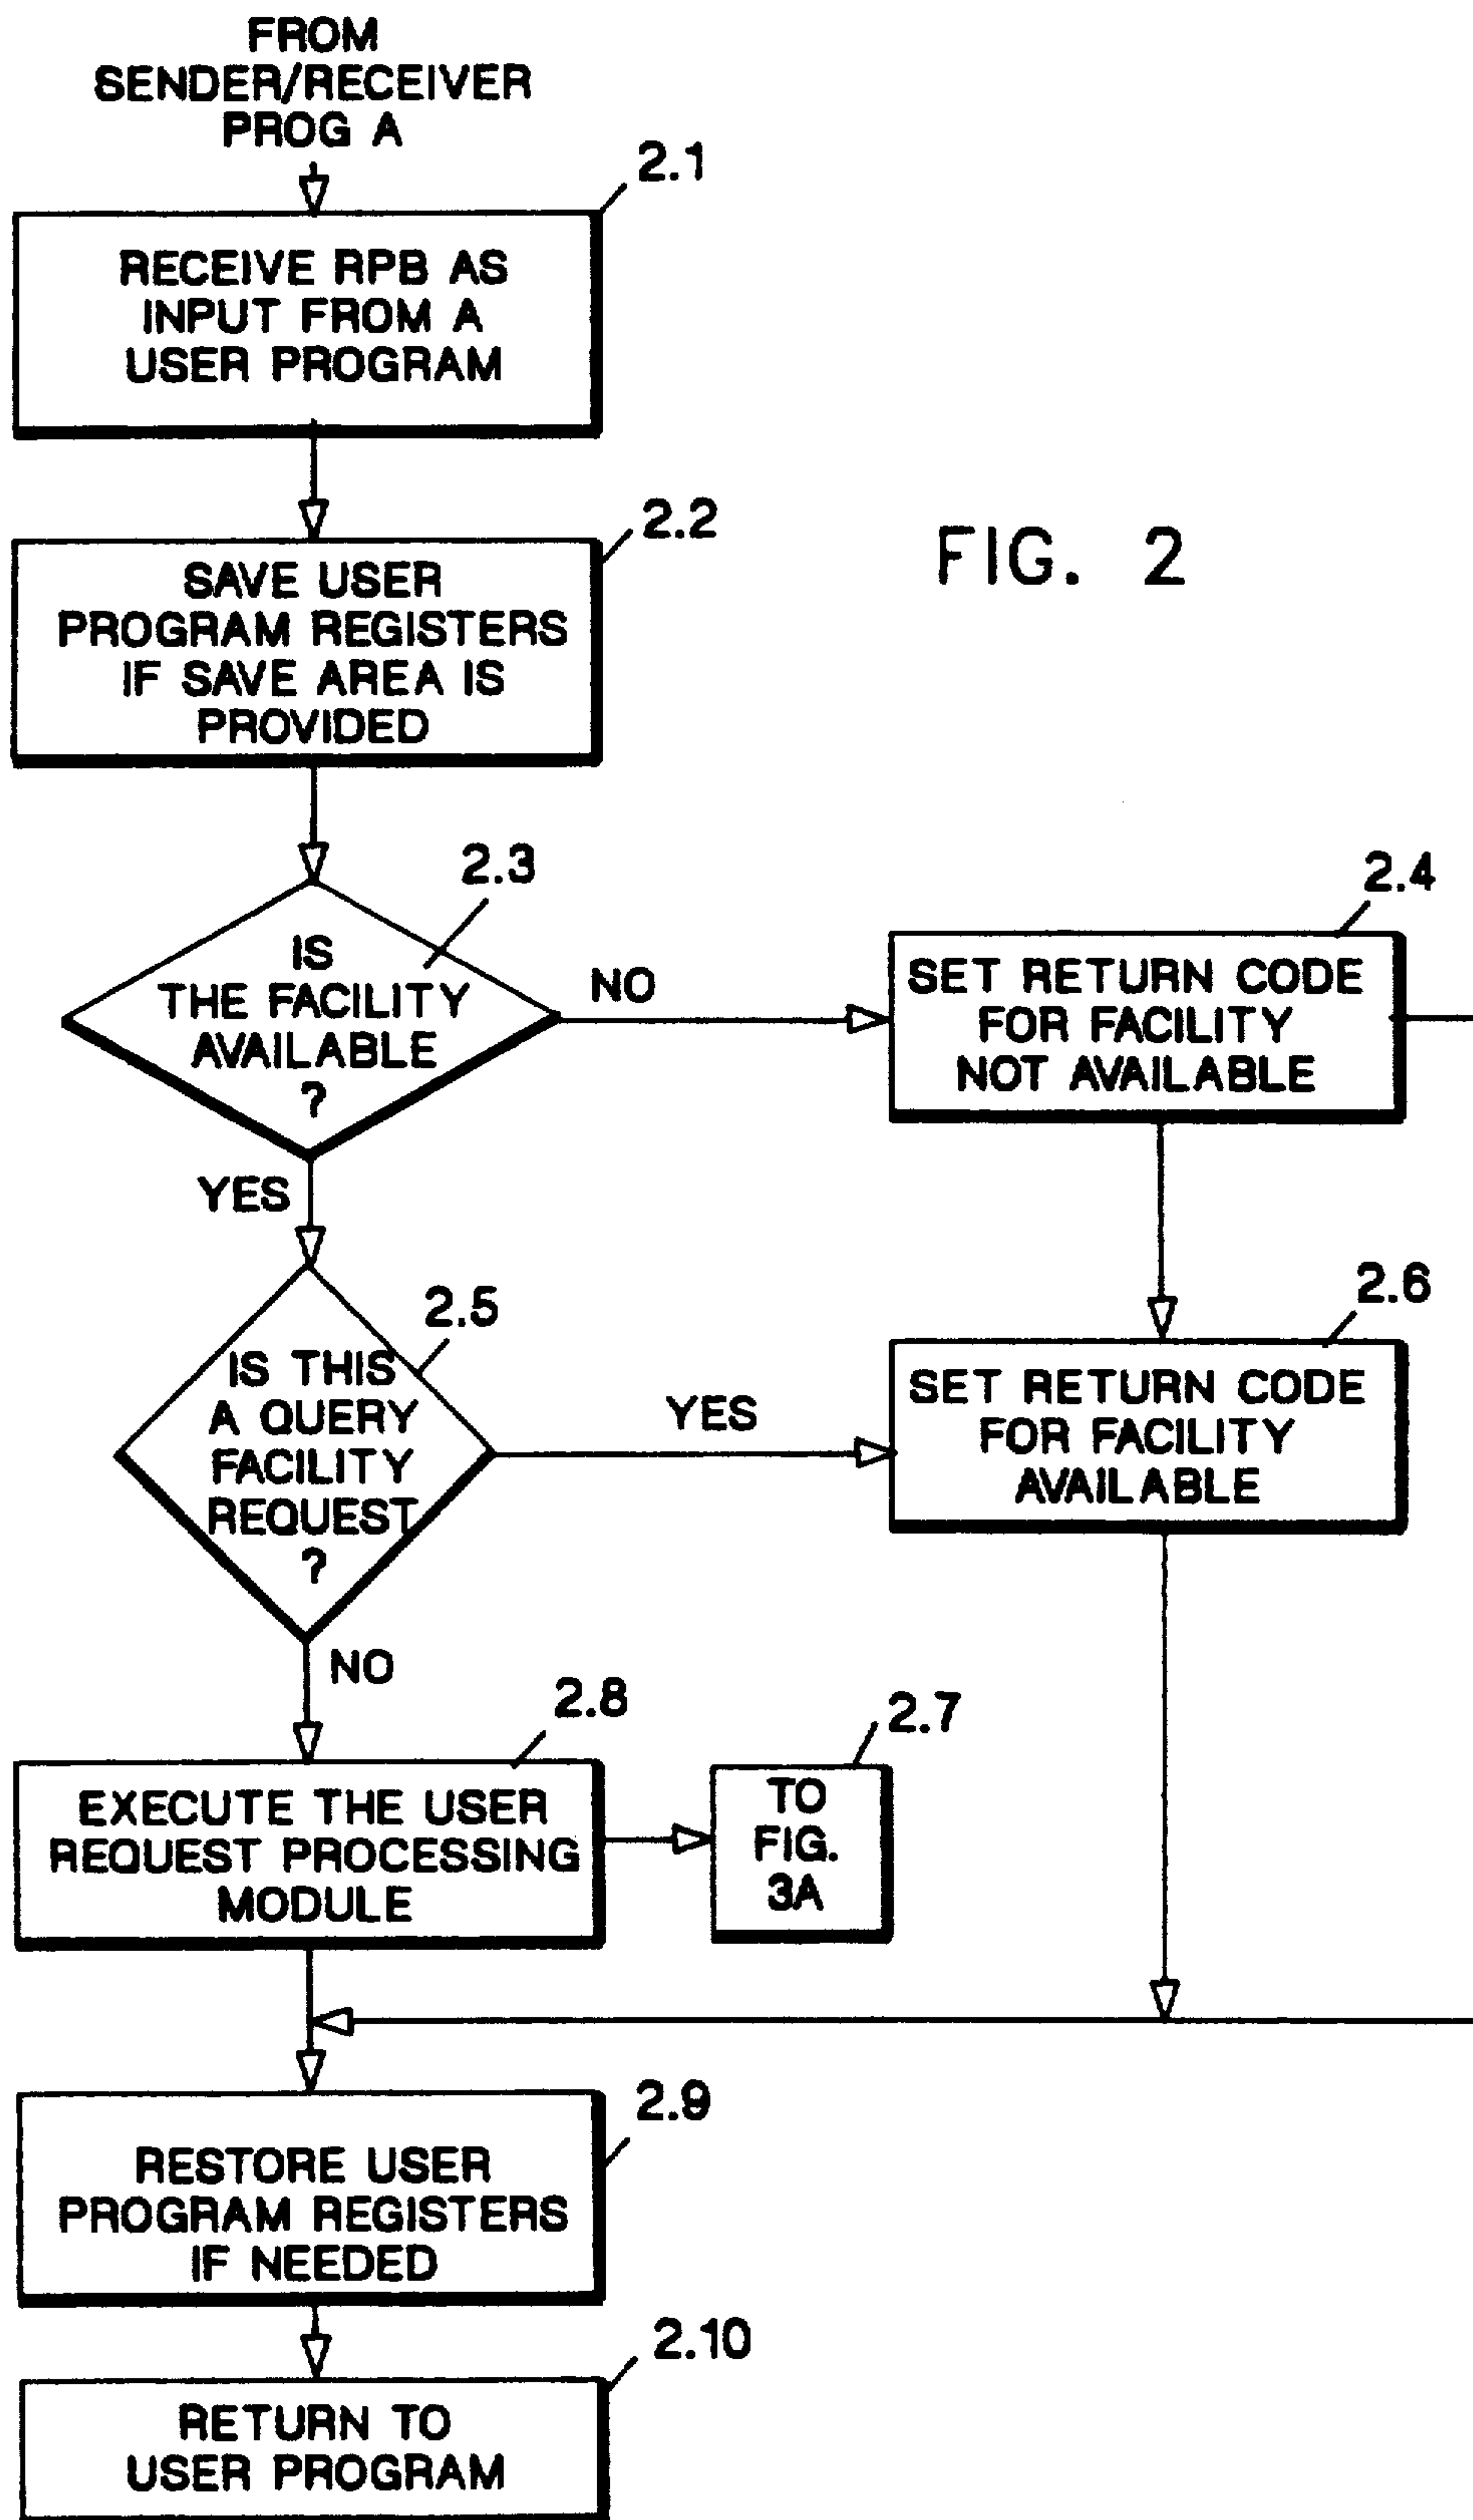 FROM
SENDER/RECEIVER
PROG A
2.1
RECEIVE RPB AS
INPUT FROM A
USER PROGRAM
2.2
SAVE USER
PROGRAM REGISTERS
IF SAVE AREA IS
PROVIDED
FIG. 2
2.3
IS
THE FACILITY
AVAILABLE
?
NO
YES
2.4
SET RETURN CODE
FOR FACILITY
NOT AVAILABLE
2.5
IS THIS
A QUERY
FACILITY
REQUEST
?
YES
NO
2.6
SET RETURN CODE
FOR FACILITY
AVAILABLE
2.8
EXECUTE THE USER
REQUEST PROCESSING
MODULE
2.7
TO
FIG.
3A
2.9
RESTORE USER
PROGRAM REGISTERS
IF NEEDED
2.10
RETURN TO
USER PROGRAM